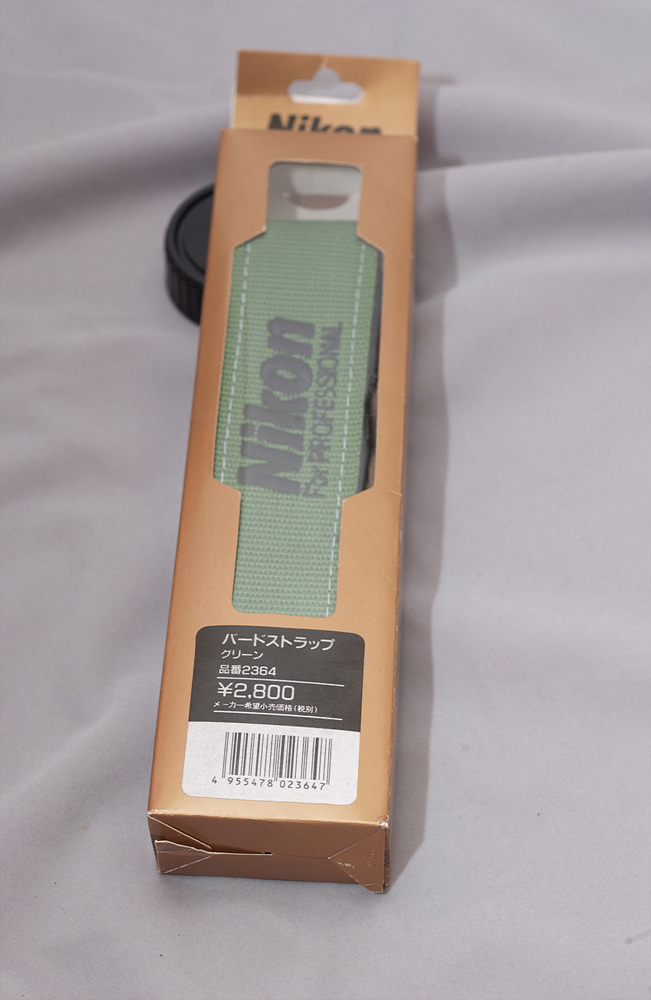 Nikon
Nikon
For PROFESSIONAL
バードストラップ
グリーン
品番2364
¥2,800
メーカー希望小売価格(税別)
4 955478 023647